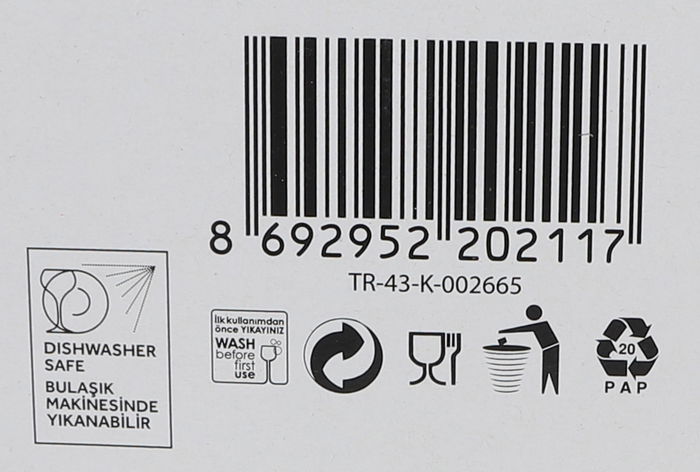 8 692952 202117
TR-43-K-002665
DISHWASHER
SAFE
BULAŞIK
MAKİNESİNDE
YIKANABİLİR
İlk kullanımdan
önce YIKAYINIZ
WASH
before
first
use
20
PAP